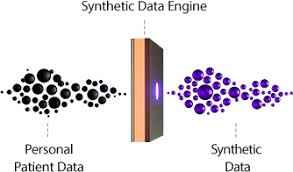 Synthetic Data Engine
Personal
Patient Data
Synthetic
Data